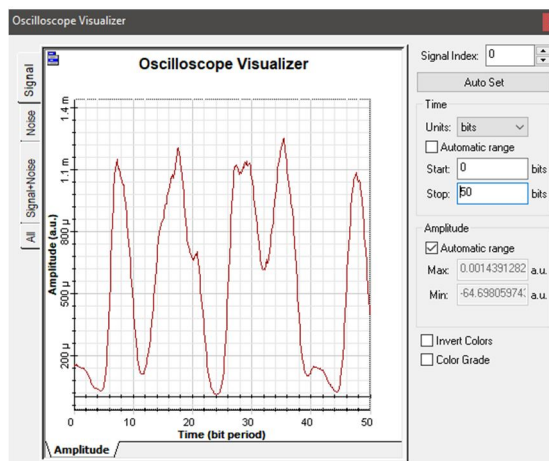 Oscilloscope Visualizer
Signal
Noise
Signal+Noise
All
Oscilloscope Visualizer
Amplitude (a.u.)
1.4 m
1.1 m
800 µ
500 µ
200 µ
0 10 20 30 40 50
Time (bit period)
Amplitude
Signal Index: 0
Auto Set
Time
Units: bits
Automatic range
Start: 0 bits
Stop: 50 bits
Amplitude
Automatic range
Max: 0.0014391282 a.u.
Min: -64.69805974 a.u.
Invert Colors
Color Grade